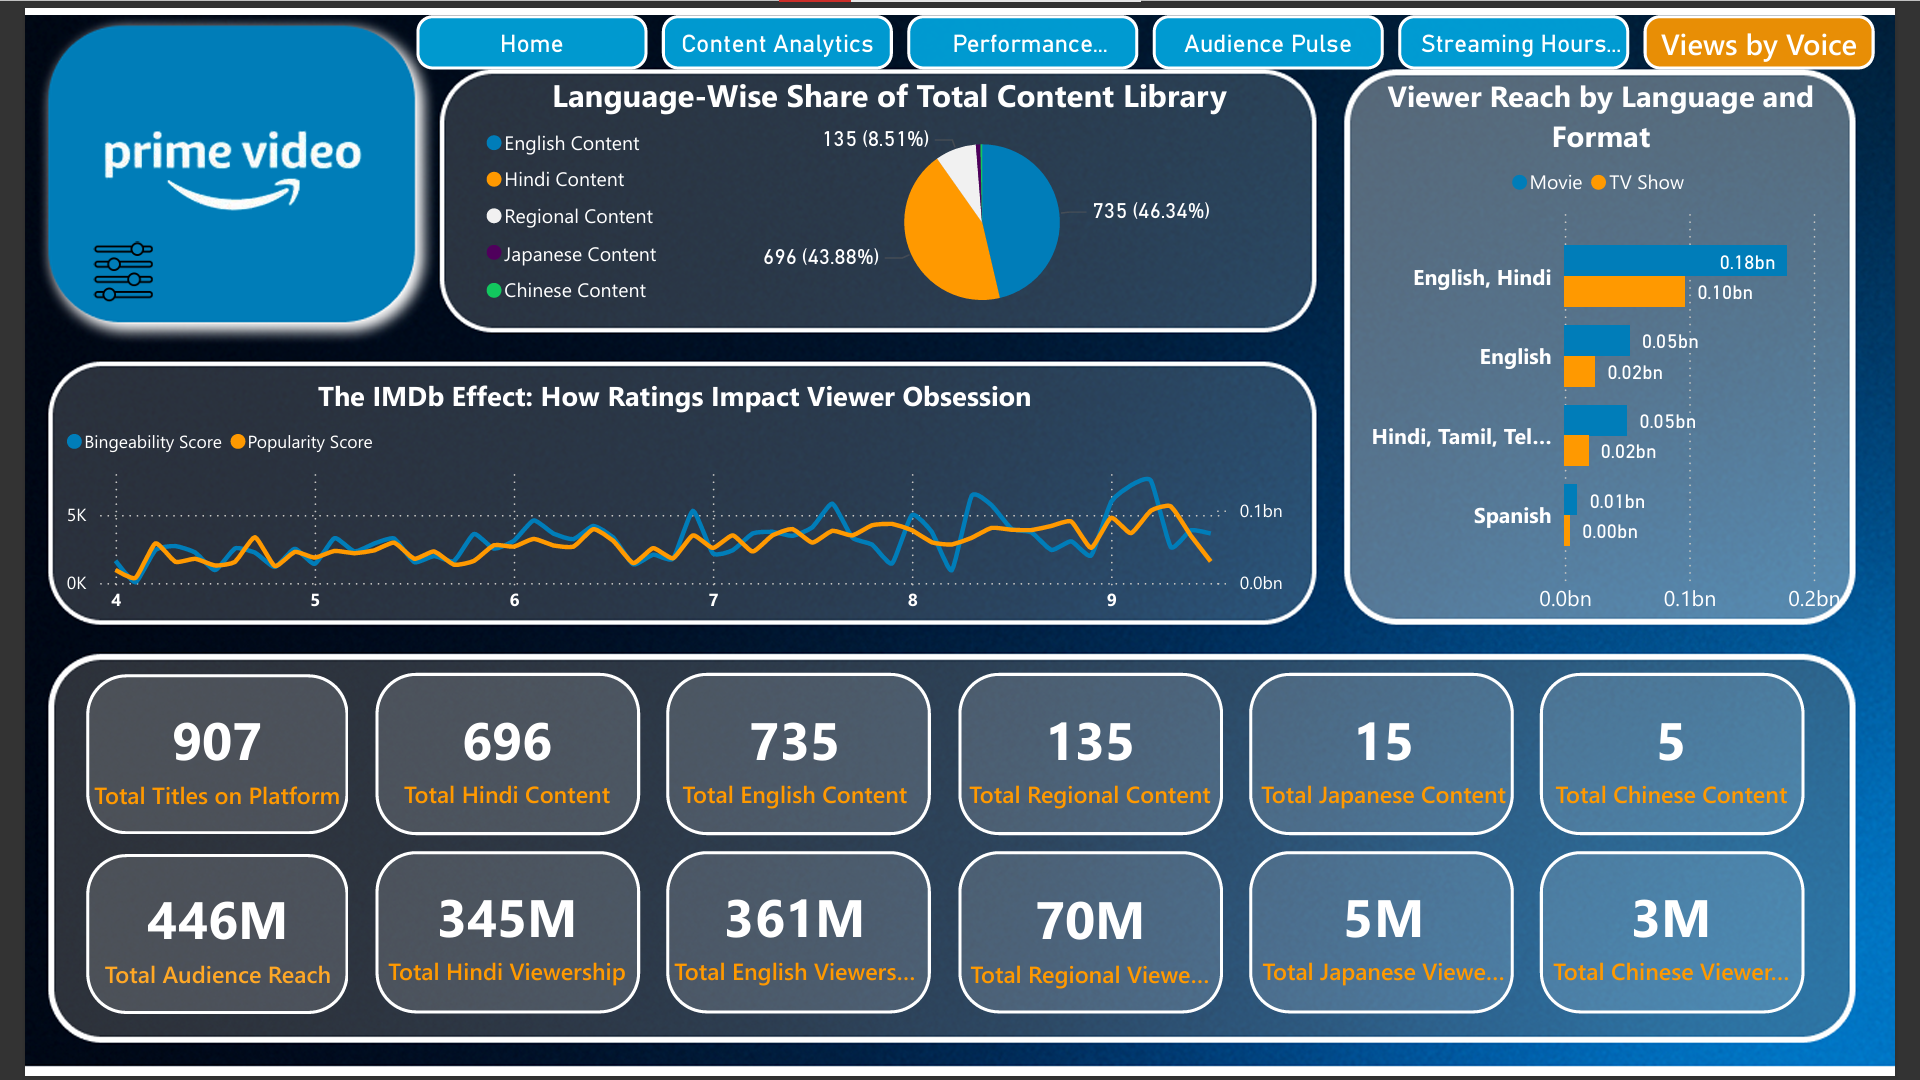 prime video
Home
Content Analytics
Performance...
Audience Pulse
Streaming Hours...
Views by Voice
Language-Wise Share of Total Content Library
English Content
Hindi Content
Regional Content
Japanese Content
Chinese Content
135 (8.51%)
735 (46.34%)
696 (43.88%)
Viewer Reach by Language and
Format
Movie TV Show
English, Hindi
0.18bn
0.10bn
English
0.05bn
0.02bn
Hindi, Tamil, Tel...
0.05bn
0.02bn
Spanish
0.01bn
0.00bn
0.0bn 0.1bn 0.2bn
The IMDb Effect: How Ratings Impact Viewer Obsession
Bingeability Score Popularity Score
5K 0.1bn
0K 0.0bn
4 5 6 7 8 9
907
Total Titles on Platform
696
Total Hindi Content
735
Total English Content
135
Total Regional Content
15
Total Japanese Content
5
Total Chinese Content
446M
Total Audience Reach
345M
Total Hindi Viewership
361M
Total English Viewers...
70M
Total Regional Viewe...
5M
Total Japanese Viewe...
3M
Total Chinese Viewer...